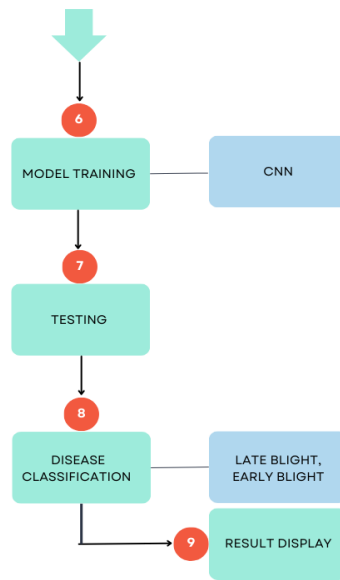 6
MODEL TRAINING
CNN
7
TESTING
8
DISEASE
CLASSIFICATION
LATE BLIGHT,
EARLY BLIGHT
9
RESULT DISPLAY